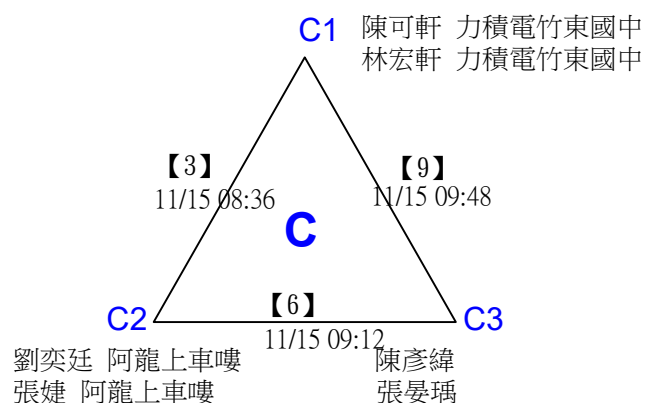 C1
陳可軒 力積電竹東國中
林宏軒 力積電竹東國中
【3】
11/15 08:36
【9】
11/15 09:48
C
【6】
11/15 09:12
C2
劉奕廷 阿龍上車嘍
張婕 阿龍上車嘍
C3
陳彥緯
張晏瑀